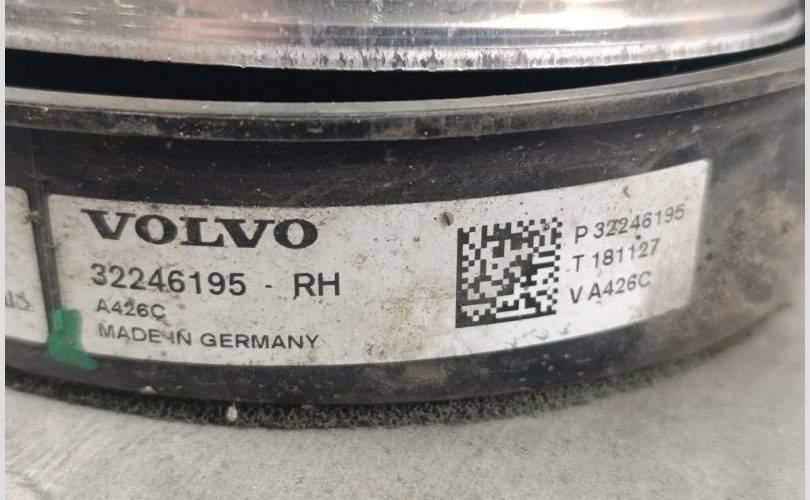 VOLVO
32246195 - RH
A426C
MADE IN GERMANY
P 32246195
T 181127
V A426C